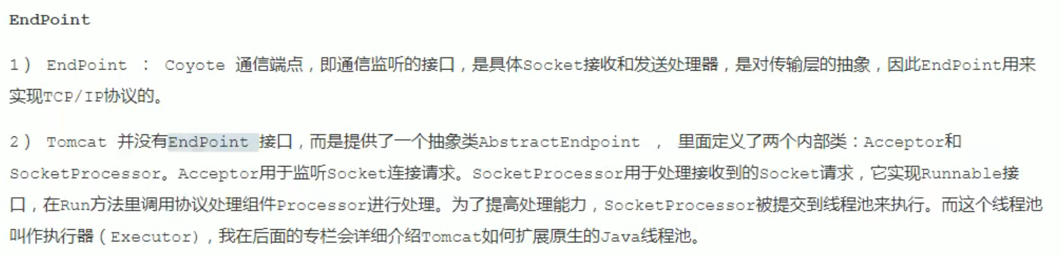 EndPoint
1） EndPoint ： Coyote 通信端点，即通信监听的接口，是具体Socket接收和发送处理器，是对传输层的抽象，因此EndPoint用来
实现TCP/IP协议的。
2） Tomcat 并没有EndPoint 接口，而是提供了一个抽象类AbstractEndpoint ， 里面定义了两个内部类：Acceptor和
SocketProcessor。Acceptor用于监听Socket连接请求。SocketProcessor用于处理接收到的Socket请求，它实现Runnable接
口，在Run方法里调用协议处理组件Processor进行处理。为了提高处理能力，SocketProcessor被提交到线程池来执行。而这个线程池
叫作执行器（Executor)，我在后面的专栏会详细介绍Tomcat如何扩展原生的Java线程池。